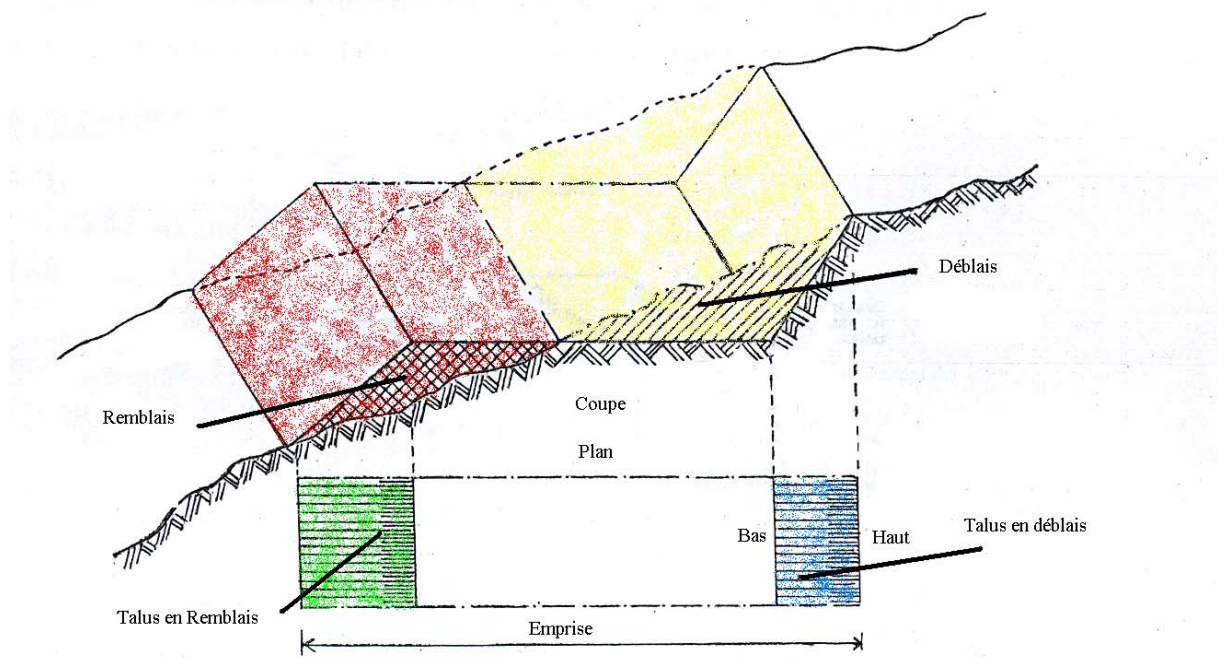 Déblais
Remblais
Coupe
Plan
Bas
Haut
Talus en déblais
Talus en Remblais
Emprise